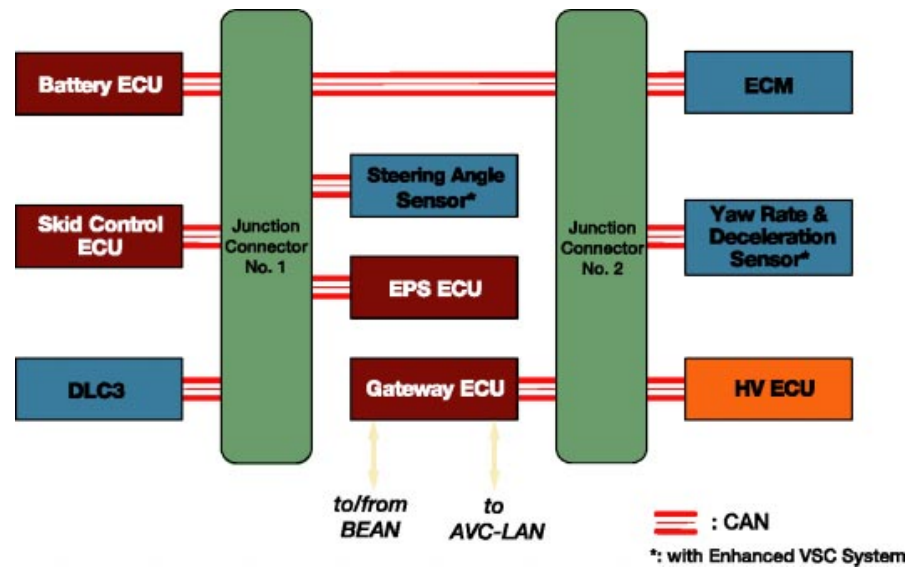 Battery ECU
ECM
Steering Angle
Sensor*
Skid Control
ECU
Junction
Connector
No. 1
Junction
Connector
No. 2
Yaw Rate &
Deceleration
Sensor*
EPS ECU
DLC3
Gateway ECU
HV ECU
to/from
BEAN
to
AVC-LAN
: CAN
*: with Enhanced VSC System